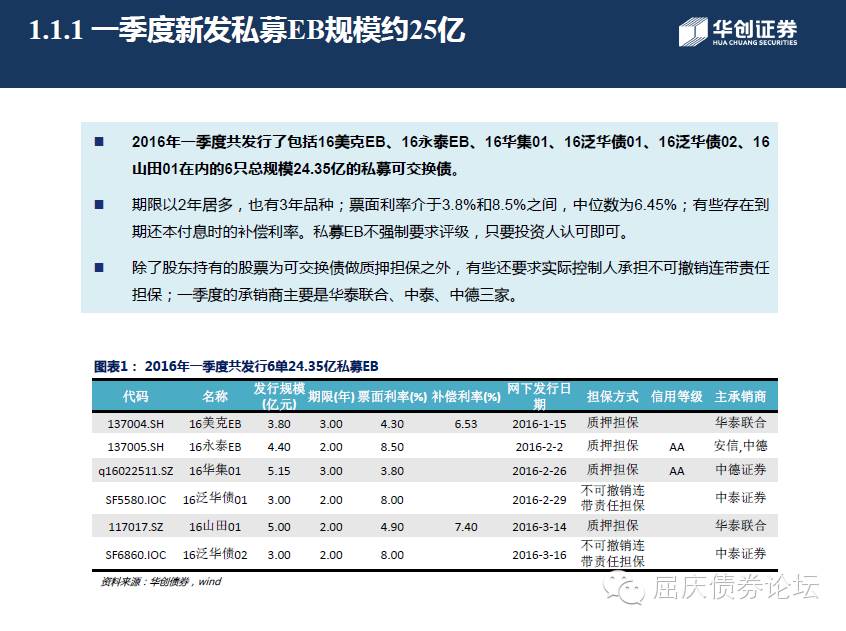 1.1.1 一季度新发私募EB规模约25亿
华创证券
HUA CHUANG SECURITIES
■ 2016年一季度共发行了包括16美克EB、16永泰EB、16华集01、16泛华债01、16泛华债02、16
山田01在内的6只总规模24.35亿的私募可交换债。
■ 期限以2年居多，也有3年品种；票面利率介于3.8%和8.5%之间，中位数为6.45%；有些存在到
期还本付息时的补偿利率。私募EB不强制要求评级，只要投资人认可即可。
■ 除了股东持有的股票为可交换债做质押担保之外，有些还要求实际控制人承担不可撤销连带责任
担保；一季度的承销商主要是华泰联合、中泰、中德三家。
图表1： 2016年一季度共发行6单24.35亿私募EB
代码 名称 发行规模(亿元) 期限(年) 票面利率(%) 补偿利率(%) 网下发行日期 担保方式 信用等级 主承销商
137004.SH 16美克EB 3.80 3.00 4.30 6.53 2016-1-15 质押担保 华泰联合
137005.SH 16永泰EB 4.40 2.00 8.50 2016-2-2 质押担保 AA 安信,中德
q16022511.SZ 16华集01 5.15 3.00 3.80 2016-2-26 质押担保 AA 中德证券
SF5580.IOC 16泛华债01 3.00 2.00 8.00 2016-2-29 不可撤销连带责任担保 中泰证券
117017.SZ 16山田01 5.00 2.00 4.90 7.40 2016-3-14 质押担保 华泰联合
SF6860.IOC 16泛华债02 3.00 2.00 8.00 2016-3-16 不可撤销连带责任担保 中泰证券
资料来源：华创债券，wind
屈庆债券论坛